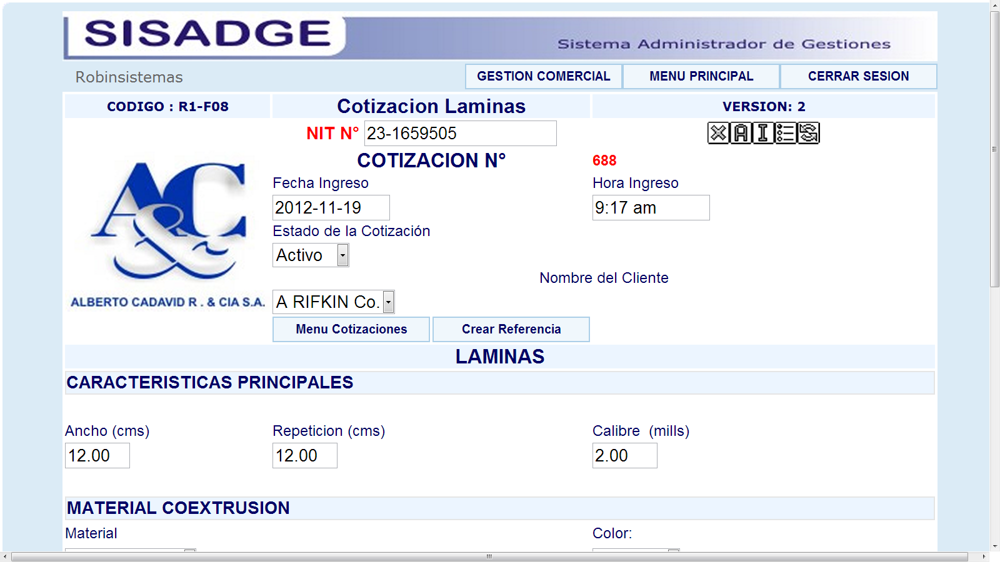 SISADGE
Sistema Administrador de Gestiones
Robinsistemas
GESTION COMERCIAL MENU PRINCIPAL CERRAR SESION
CODIGO : R1-F08 Cotizacion Laminas VERSION: 2
NIT N° 23-1659505
X A I
COTIZACION N° 688
Fecha Ingreso Hora Ingreso
2012-11-19 9:17 am
Estado de la Cotización
Activo
Nombre del Cliente
A RIFKIN Co.
A&C
ALBERTO CADAVID R . & CIA S.A.
Menu Cotizaciones Crear Referencia
LAMINAS
CARACTERISTICAS PRINCIPALES
Ancho (cms) Repeticion (cms) Calibre (mills)
12.00 12.00 2.00
MATERIAL COEXTRUSION
Material Color: